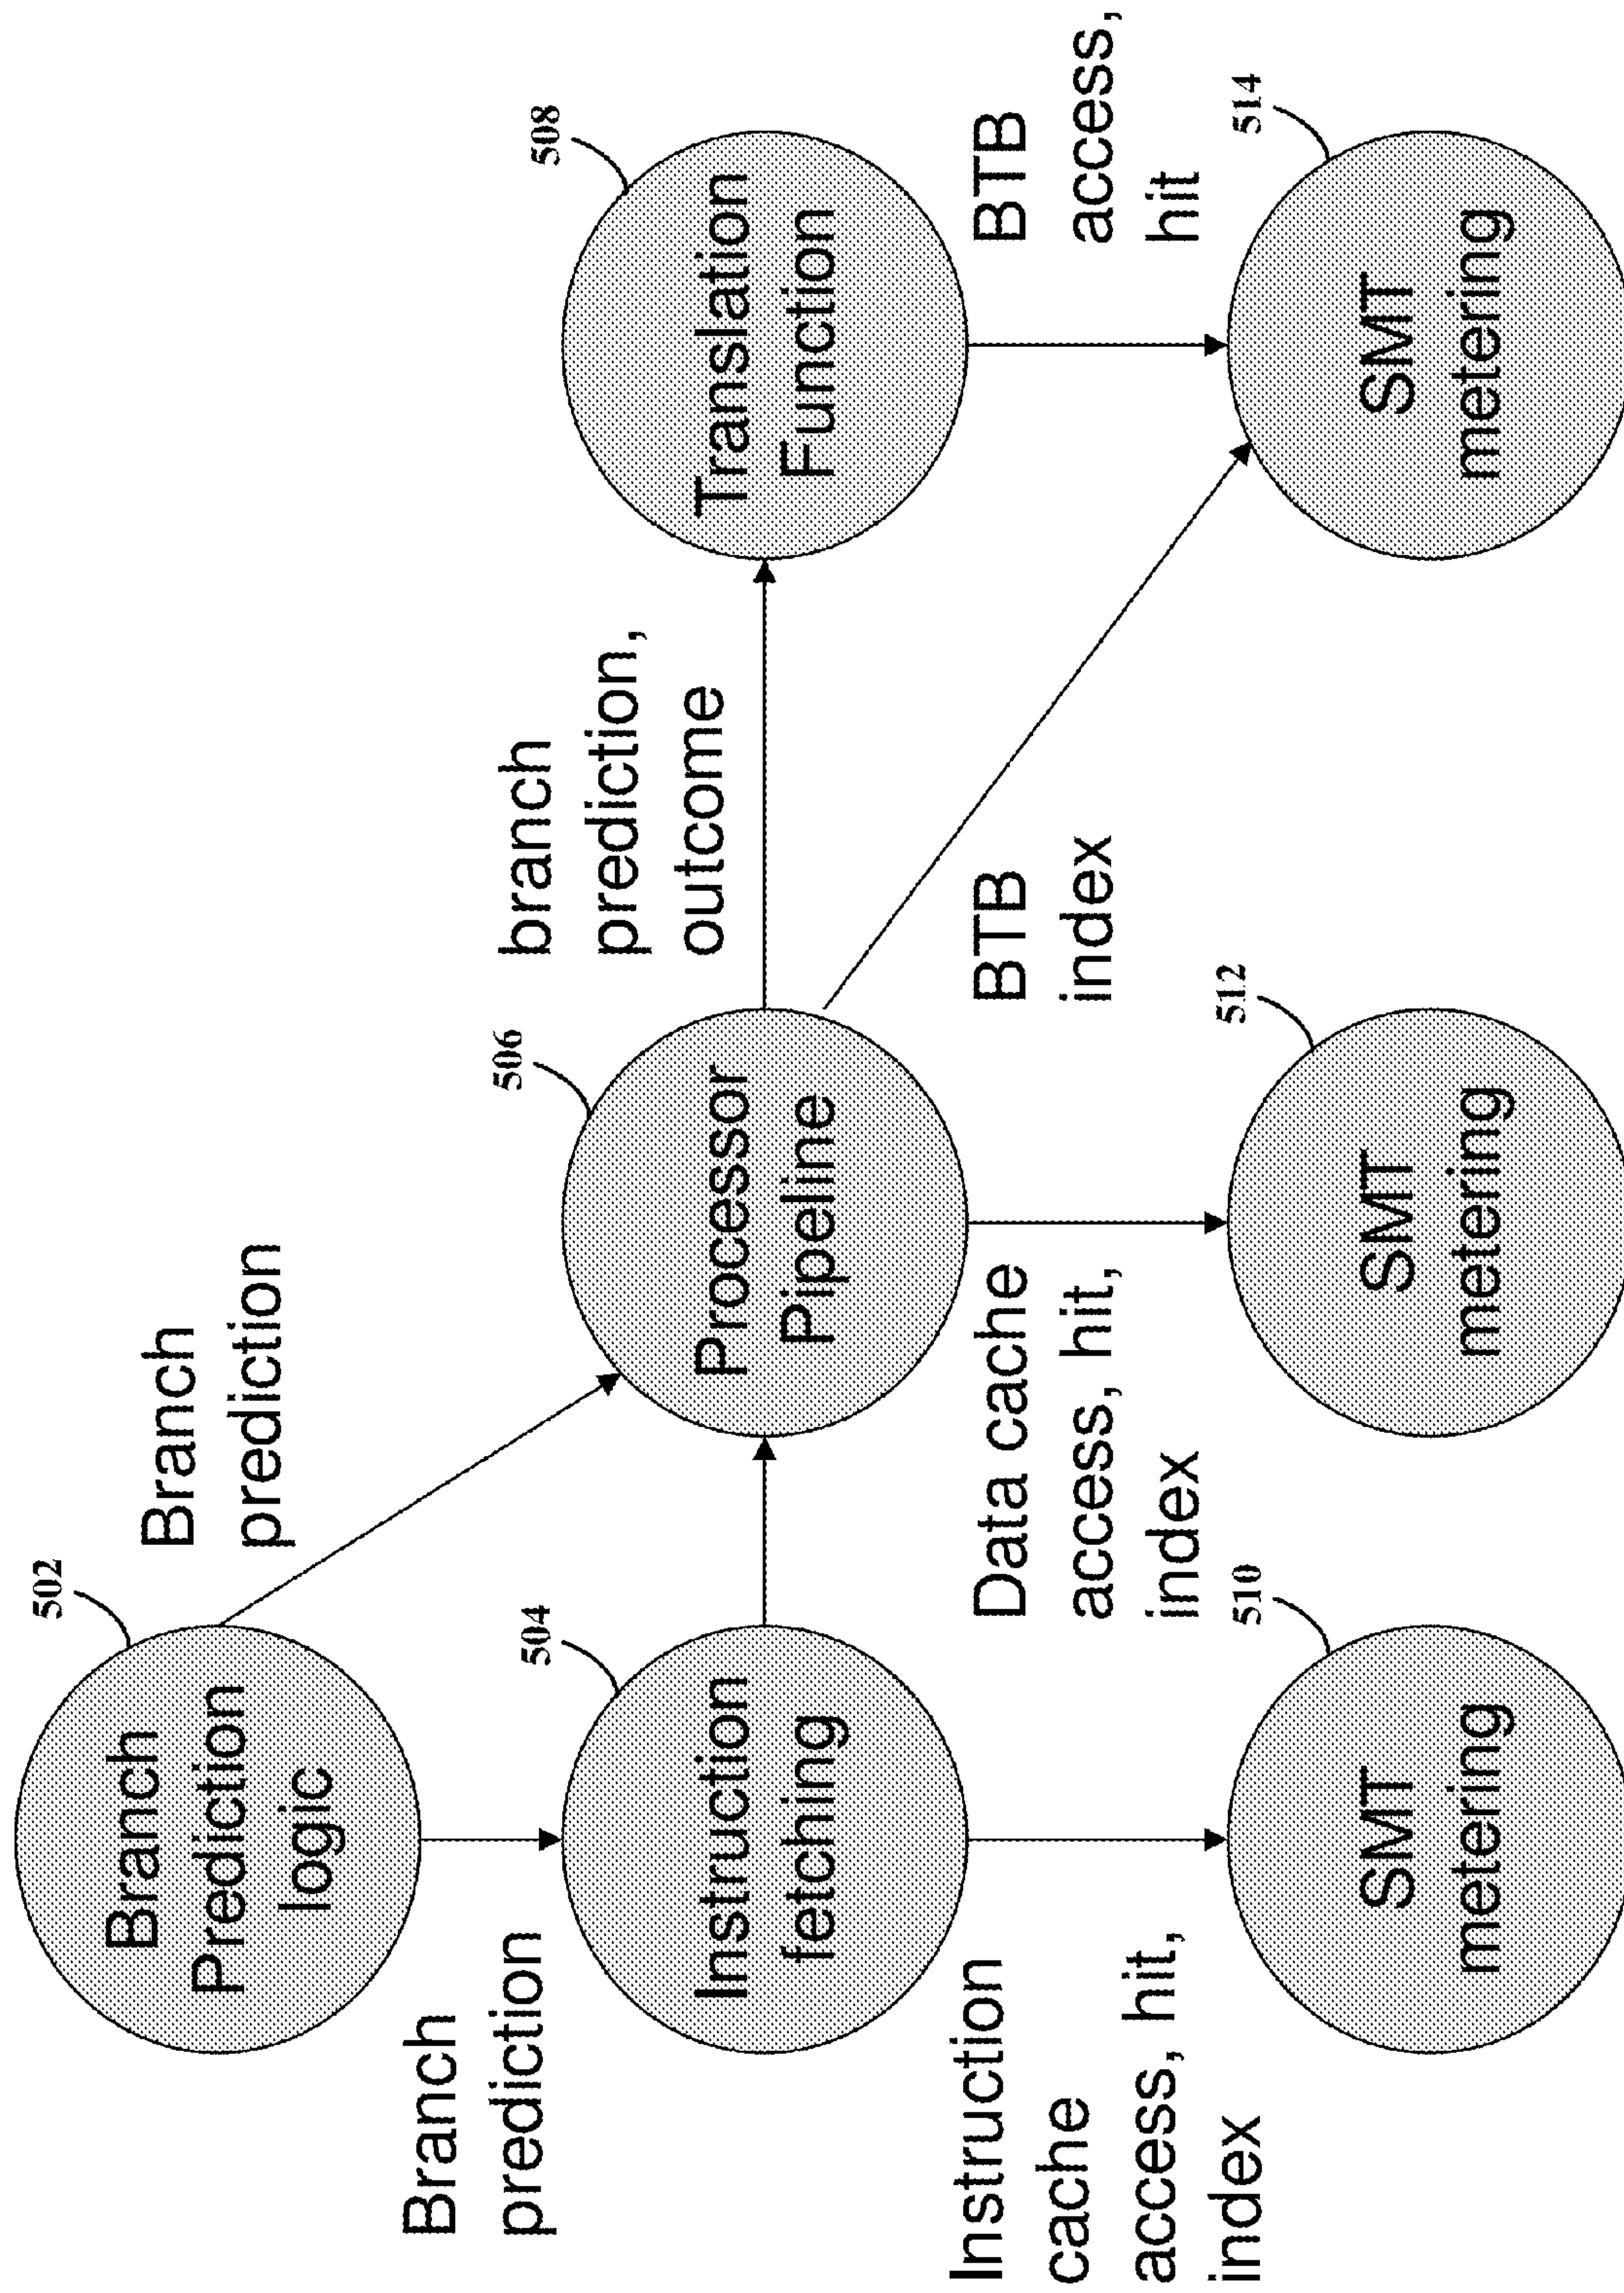 502
Branch
Prediction
logic
Branch
prediction
Branch
prediction
504
Instruction
fetching
506
Processor
Pipeline
branch
prediction,
outcome
508
Translation
Function
Instruction
cache
access, hit,
index
Data cache
access, hit,
index
BTB
index
BTB
access,
hit
510
SMT
metering
512
SMT
metering
514
SMT
metering